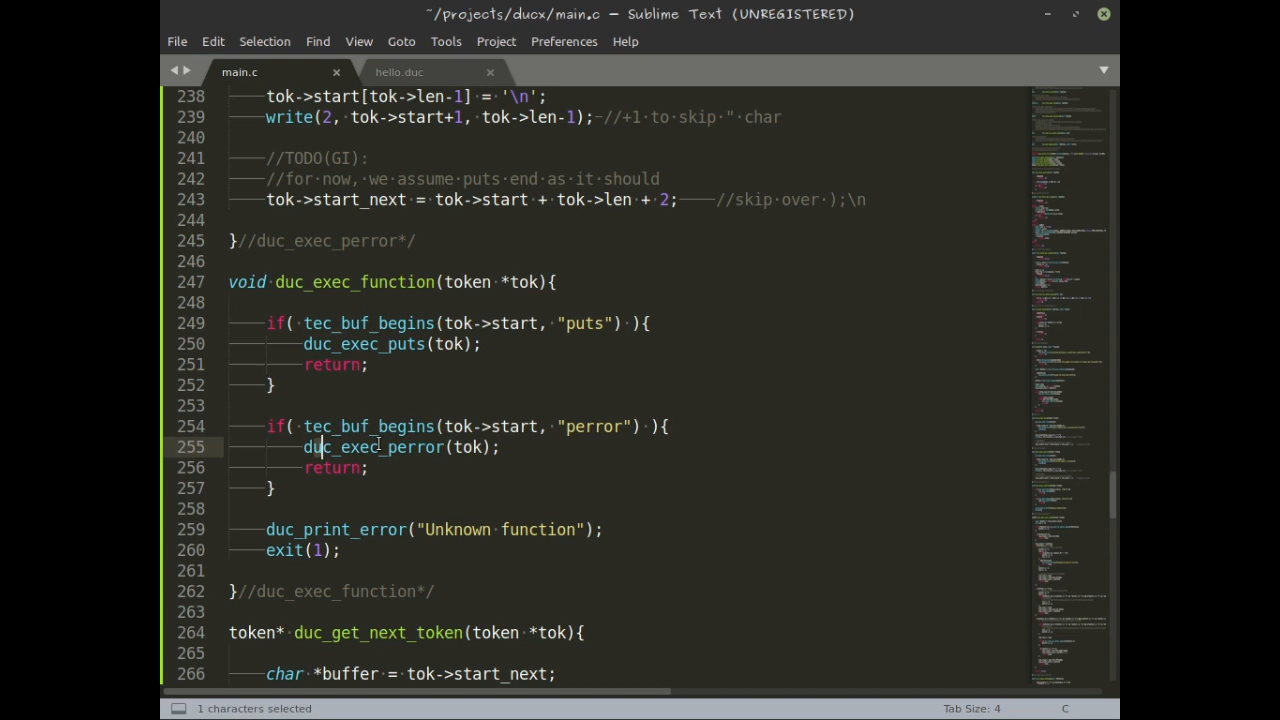 ~/projects/ducx/main.c — Sublime Text (UNREGISTERED)
File Edit Selection Find View Goto Tools Project Preferences Help
main.c × hello.duc ×
238 tok->start[tok->len-1] = '\n';
239 write(2, tok->start+1, tok->len-1); //+1 to skip " char
240
241 //TODO(GI):
242 //for now, we assume puts end as it should
243 tok->start_next = tok->start + tok->len + 2; //skip over );\n
244
245 }//duc_exec_perror*/
246
247 void duc_exec_function(token *tok){
248
249 if( tec_buf_begins(tok->start, "puts") ){
250 duc_exec_puts(tok);
251 return;
252 }
253
254 if( tec_buf_begins(tok->start, "perror") ){
255 duc_exec_perror(tok);
256 return;
257 }
258
259 duc_print_error("Unknown function");
260 exit(1);
261
262 }//duc_exec_function*/
263
264 token* duc_get_next_token(token *tok){
265
266 char *buffer = tok->start_next;
1 characters selected Tab Size: 4 C